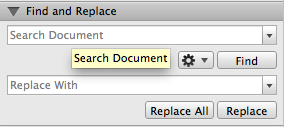 Find and Replace
Search Document
Search Document
Find
Replace With
Replace All Replace